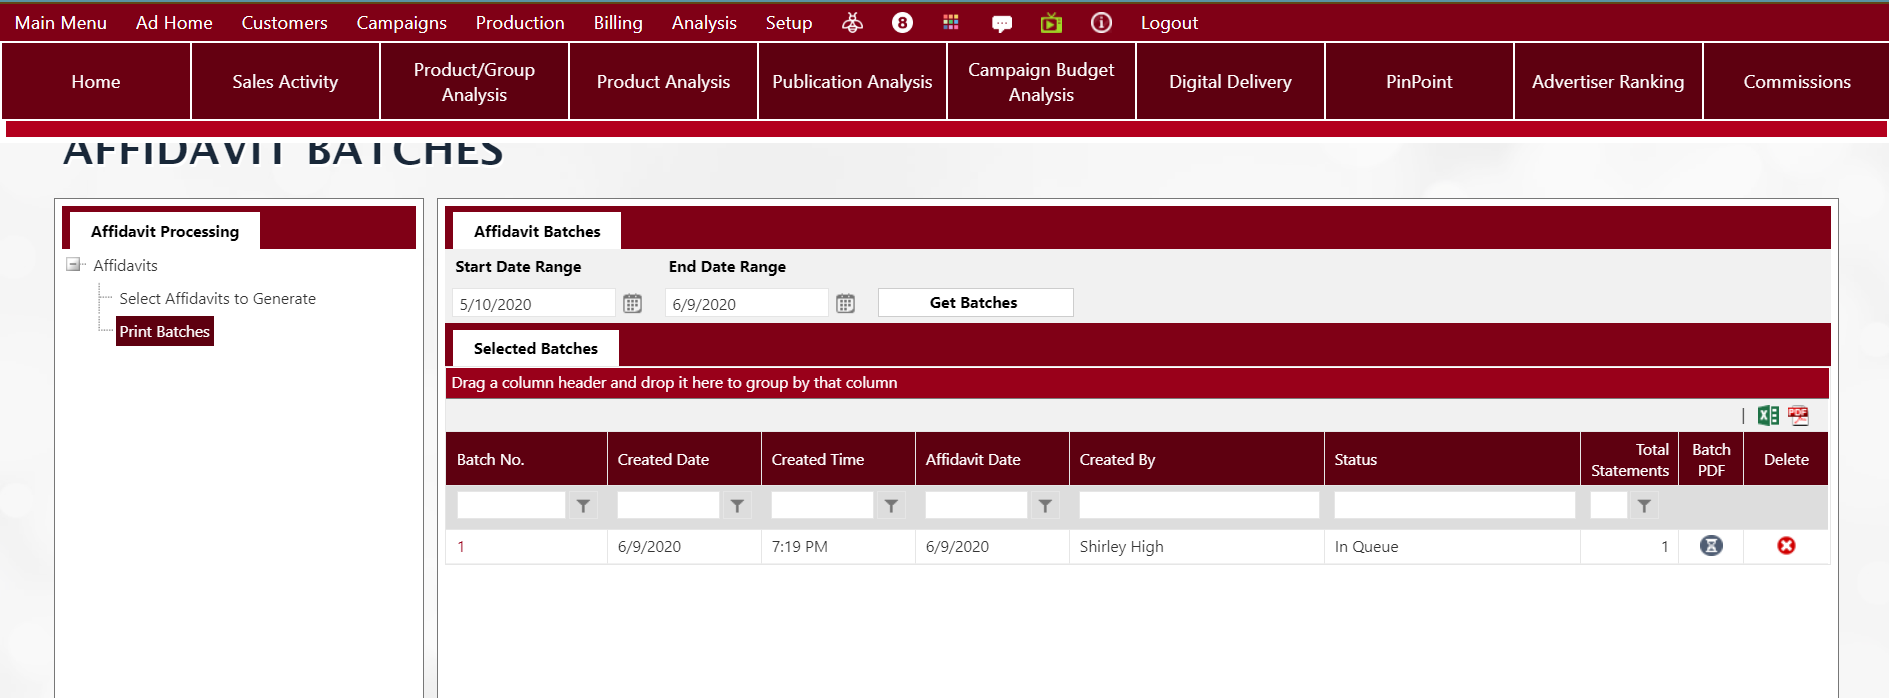 Main Menu Ad Home Customers Campaigns Production Billing Analysis Setup 8 Logout
Home Sales Activity Product/Group Analysis Product Analysis Publication Analysis Campaign Budget Analysis Digital Delivery PinPoint Advertiser Ranking Commissions
AFFIDAVIT BATCHES
Affidavit Processing
Affidavits
Select Affidavits to Generate
Print Batches
Affidavit Batches
Start Date Range End Date Range
5/10/2020 6/9/2020 Get Batches
Selected Batches
Drag a column header and drop it here to group by that column
| PDF
Batch No. Created Date Created Time Affidavit Date Created By Status Total Statements Batch PDF Delete
1 6/9/2020 7:19 PM 6/9/2020 Shirley High In Queue 1